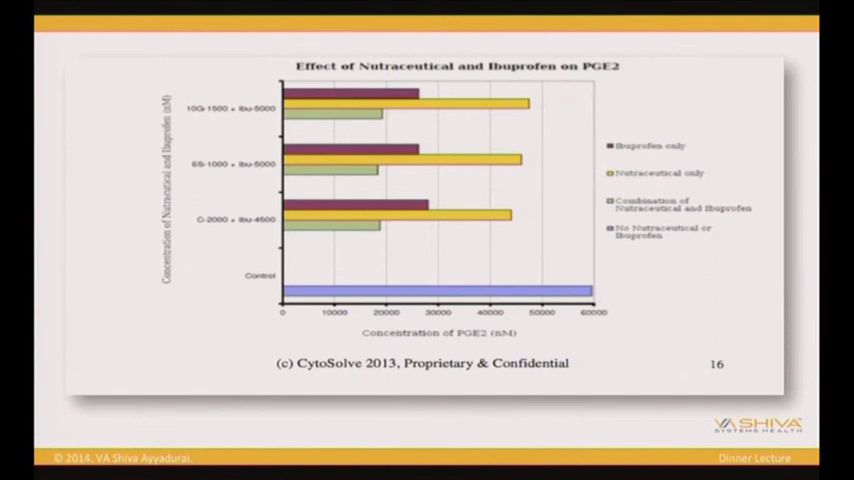 Effect of Nutraceutical and Ibuprofen on PGE2
Concentration of Nutracutical and Ibuprofen (nM)
10G-1500 + Ibu-5000
6S-1000 + Ibu-5000
C-2000 + Ibu-4500
Control
0 10000 20000 30000 40000 50000 60000
Concentration of PGE2 (nM)
Ibuprofen only
Nutraceutical only
Combination of
Nutraceutical and Ibuprofen
No Nutraceutical or
Ibuprofen
(c) CytoSolve 2013, Proprietary & Confidential
16
VA SHIVA
SYSTEMS HEALTH
© 2014. VA Shiva Ayyadurai.
Dinner Lecture